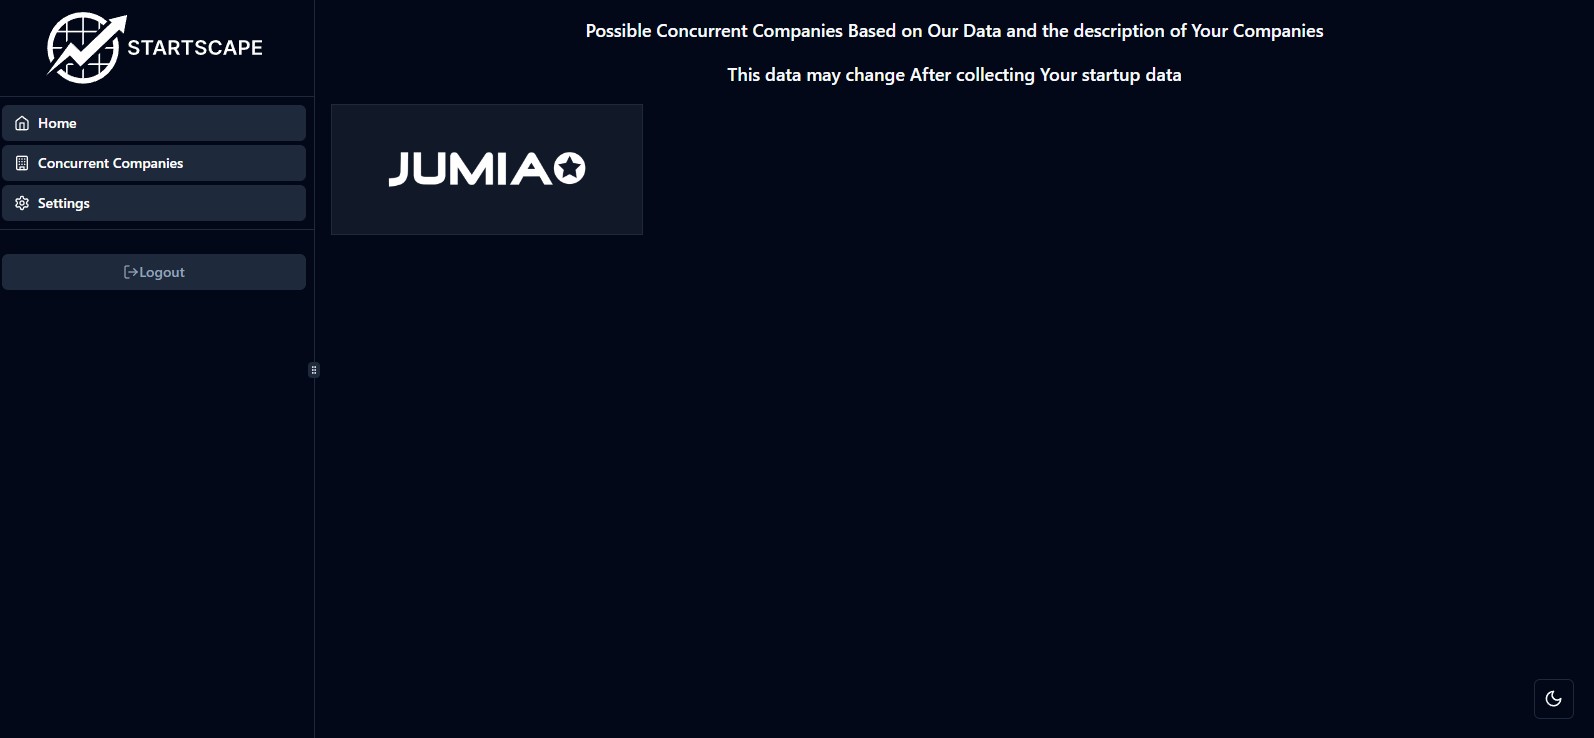 STARTSCAPE
Home
Concurrent Companies
Settings
Logout
Possible Concurrent Companies Based on Our Data and the description of Your Companies
This data may change After collecting Your startup data
JUMIA